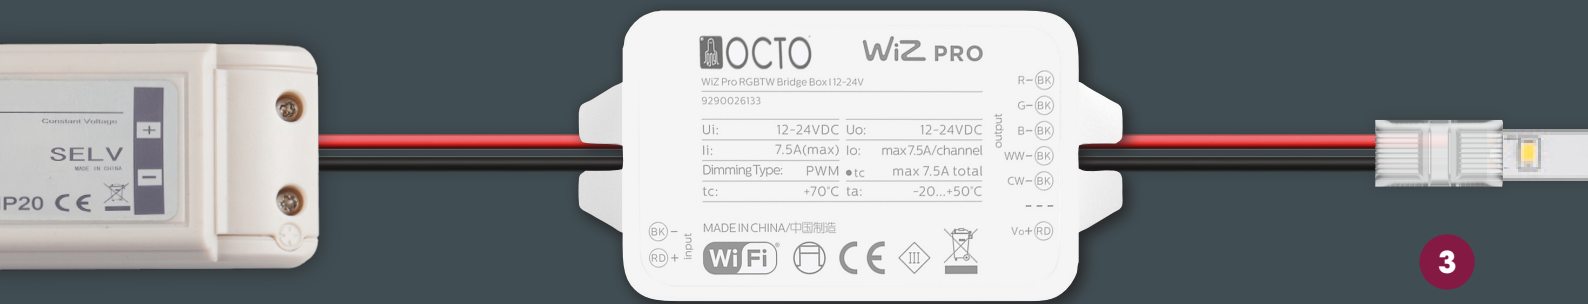 Constant Voltage
+
SELV
MADE IN CHINA
−
IP20 CE
OCTO WiZ PRO
WiZ Pro RGBTW Bridge Box I 12-24V
9290026133
Ui: 12-24VDC Uo: 12-24VDC
Ii: 7.5A(max) Io: max7.5A/channel
Dimming Type: PWM •tc max 7.5A total
tc: +70°C ta: -20...+50°C
MADE IN CHINA/中国制造
WiFi CE III
BK −
RD +
input
output
R− BK
G− BK
B− BK
WW− BK
CW− BK
---
Vo+ RD
3